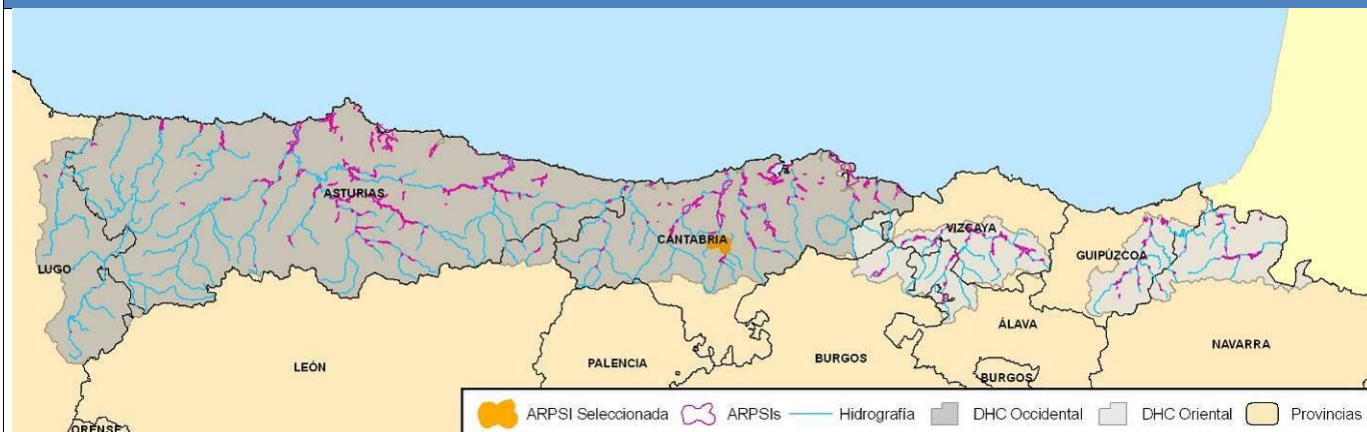 ASTURIAS
VIZCAYA
CANTABRIA
GUIPÚZCOA
LUGO
ÁLAVA
NAVARRA
LEÓN
PALENCIA
BURGOS
BURGOS
ORENSE
ARPSI Seleccionada ARPSIs Hidrografía DHC Occidental DHC Oriental Provincias